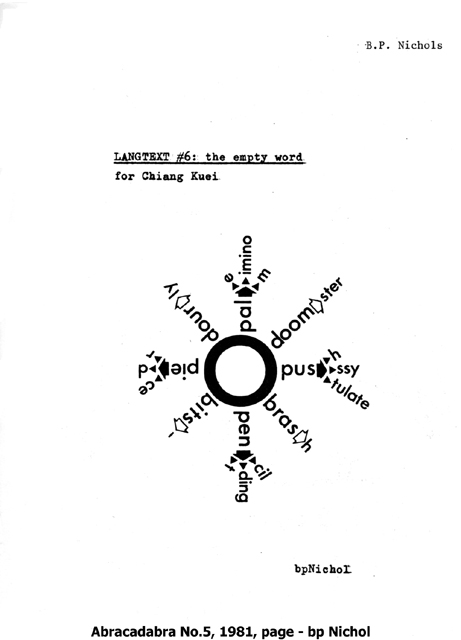 B.P. Nichols
LANGTEXT #6: the empty word
for Chiang Kuei
pal
e
imino
m
doom
ster
pus
h
ssy
tulate
bras
h
pen
cil
ding
t
bits
-
pie
ce
d
r
dour
ly
bpNichol
Abracadabra No.5, 1981, page - bp Nichol